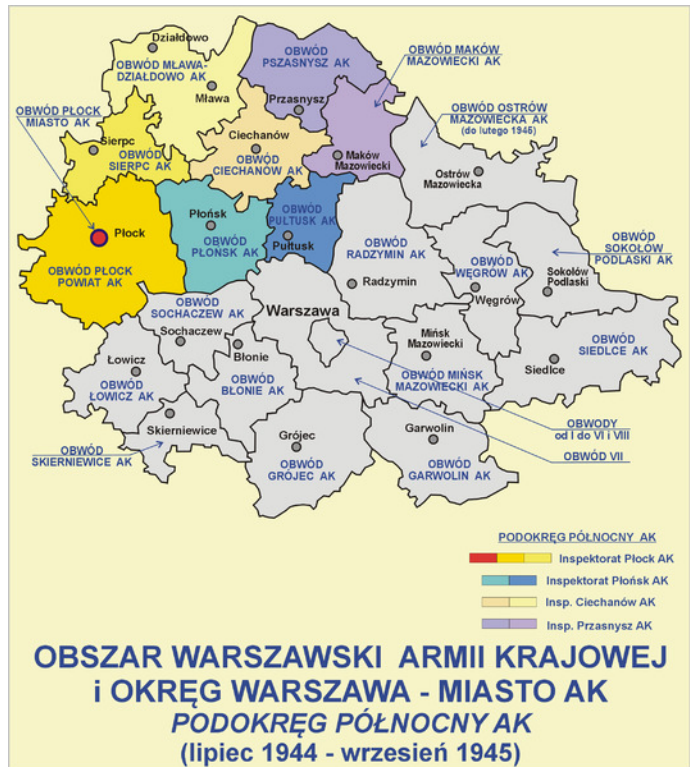 Działdowo
OBWÓD MŁAWA-
DZIAŁDOWO AK
Mława
OBWÓD
PSZASNYSZ AK
Przasnysz
OBWÓD MAKÓW
MAZOWIECKI AK
OBWÓD OSTRÓW
MAZOWIECKA AK
(do lutego 1945)
OBWÓD PŁOCK
MIASTO AK
Sierpc
OBWÓD
SIERPC AK
Ciechanów
OBWÓD
CIECHANÓW AK
Maków
Mazowiecki
Ostrów
Mazowiecka
Płock
OBWÓD PŁOCK
POWIAT AK
Płońsk
OBWÓD
PŁOŃSK AK
OBWÓD
PUŁTUSK AK
Pułtusk
OBWÓD
RADZYMIN AK
Radzymin
OBWÓD
WĘGRÓW AK
Węgrów
OBWÓD
SOKOŁÓW
PODLASKI AK
Sokołów
Podlaski
OBWÓD
SOCHACZEW AK
Sochaczew
Warszawa
Błonie
OBWÓD
BŁONIE AK
Mińsk
Mazowiecki
OBWÓD MIŃSK
MAZOWIECKI AK
OBWÓD
SIEDLCE AK
Siedlce
Łowicz
OBWÓD
ŁOWICZ AK
Skierniewice
OBWÓD
SKIERNIEWICE AK
Grójec
OBWÓD
GRÓJEC AK
Garwolin
OBWÓD
GARWOLIN AK
OBWODY
od I do VI i VIII
OBWÓD VII
PODOKRĘG PÓŁNOCNY AK
Inspektorat Płock AK
Inspektorat Płońsk AK
Insp. Ciechanów AK
Insp. Przasnysz AK
OBSZAR WARSZAWSKI ARMII KRAJOWEJ
i OKRĘG WARSZAWA - MIASTO AK
PODOKRĘG PÓŁNOCNY AK
(lipiec 1944 - wrzesień 1945)